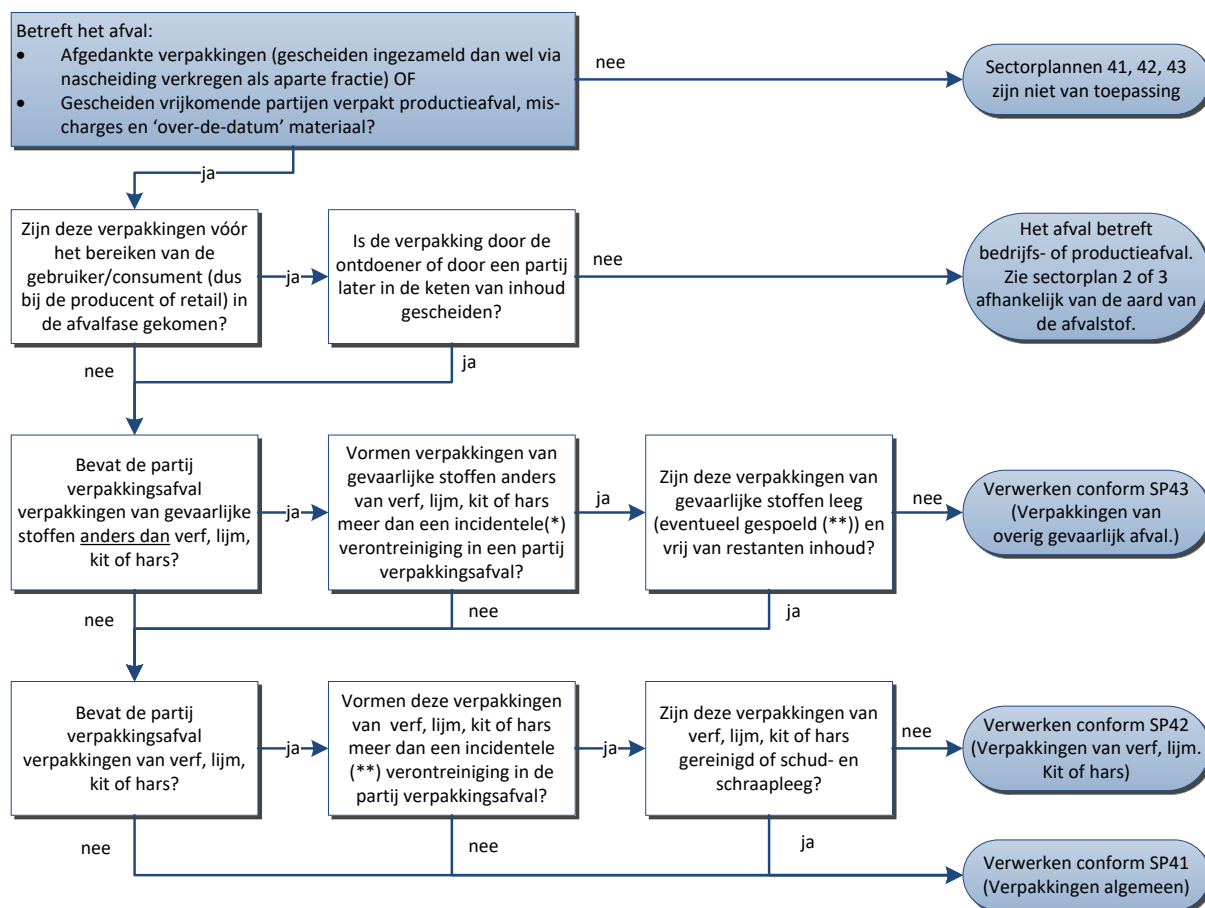 Betreft het afval:
• Afgedankte verpakkingen (gescheiden ingezameld dan wel via
nascheiding verkregen als aparte fractie) OF
• Gescheiden vrijkomende partijen verpakt productieafval, mis-
charges en ‘over-de-datum’ materiaal?
nee
Sectorplannen 41, 42, 43
zijn niet van toepassing
ja
Zijn deze verpakkingen vóór
het bereiken van de
gebruiker/consument (dus
bij de producent of retail) in
de afvalfase gekomen?
ja
Is de verpakking door de
ontdoener of door een partij
later in de keten van inhoud
gescheiden?
nee
Het afval betreft
bedrijfs- of productieafval.
Zie sectorplan 2 of 3
afhankelijk van de aard van
de afvalstof.
nee
ja
Bevat de partij
verpakkingsafval
verpakkingen van gevaarlijke
stoffen anders dan verf, lijm,
kit of hars?
ja
Vormen verpakkingen van
gevaarlijke stoffen anders
van verf, lijm, kit of hars
meer dan een incidentele(*)
verontreiniging in een partij
verpakkingsafval?
ja
Zijn deze verpakkingen van
gevaarlijke stoffen leeg
(eventueel gespoeld (**)) en
vrij van restanten inhoud?
nee
Verwerken conform SP43
(Verpakkingen van
overig gevaarlijk afval.)
nee
nee
ja
Bevat de partij
verpakkingsafval
verpakkingen van verf, lijm,
kit of hars?
ja
Vormen deze verpakkingen
van verf, lijm, kit of hars
meer dan een incidentele
(**) verontreiniging in de
partij verpakkingsafval?
ja
Zijn deze verpakkingen van
verf, lijm, kit of hars
gereinigd of schud- en
schraapleeg?
nee
Verwerken conform SP42
(Verpakkingen van verf, lijm.
Kit of hars)
nee
nee
ja
Verwerken conform SP41
(Verpakkingen algemeen)